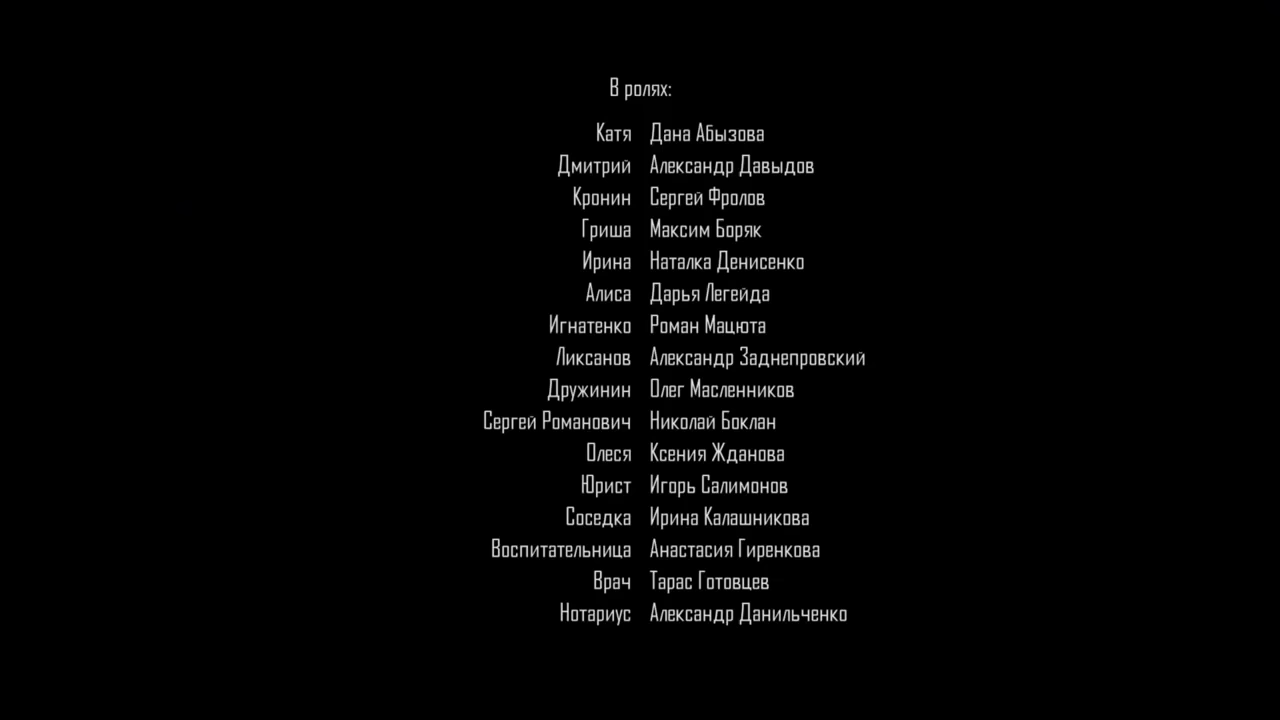 В ролях:
Катя Дана Абызова
Дмитрий Александр Давыдов
Кронин Сергей Фролов
Гриша Максим Боряк
Ирина Наталка Денисенко
Алиса Дарья Легейда
Игнатенко Роман Мацюта
Ликсанов Александр Заднепровский
Дружинин Олег Масленников
Сергей Романович Николай Боклан
Олеся Ксения Жданова
Юрист Игорь Салимонов
Соседка Ирина Калашникова
Воспитательница Анастасия Гиренкова
Врач Тарас Готовцев
Нотариус Александр Данильченко